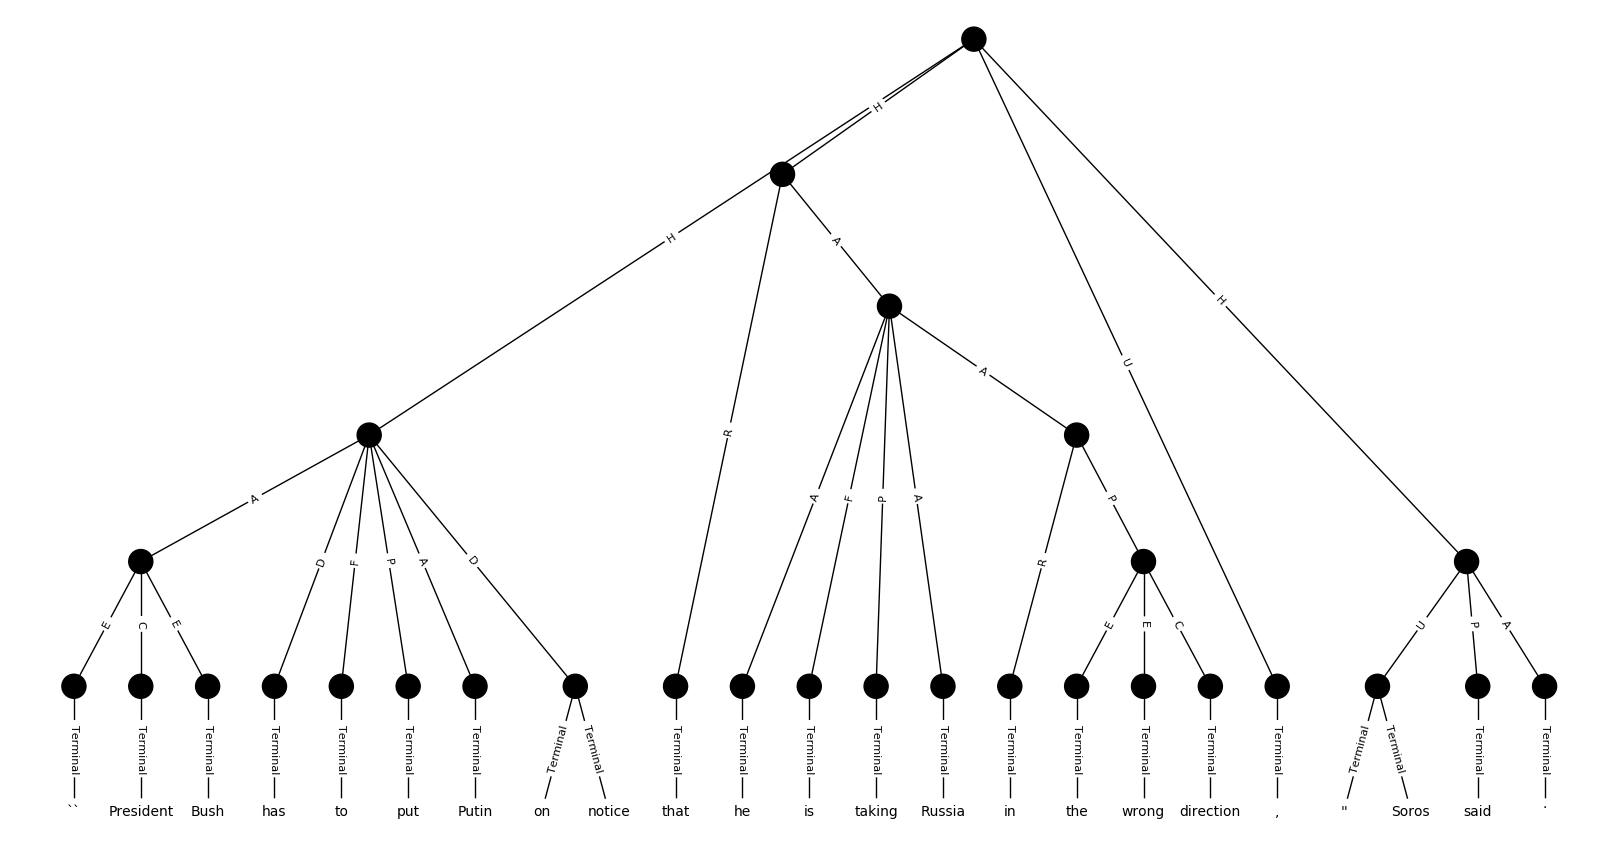 H
H
A
H
R
U
A
A
D
F
P
A
D
A
F
P
A
R
P
E
C
E
E
E
C
U
P
A
Terminal Terminal Terminal Terminal Terminal Terminal Terminal Terminal Terminal Terminal Terminal Terminal Terminal Terminal Terminal Terminal Terminal Terminal Terminal Terminal Terminal Terminal Terminal
`` President Bush has to put Putin on notice that he is taking Russia in the wrong direction , " Soros said .